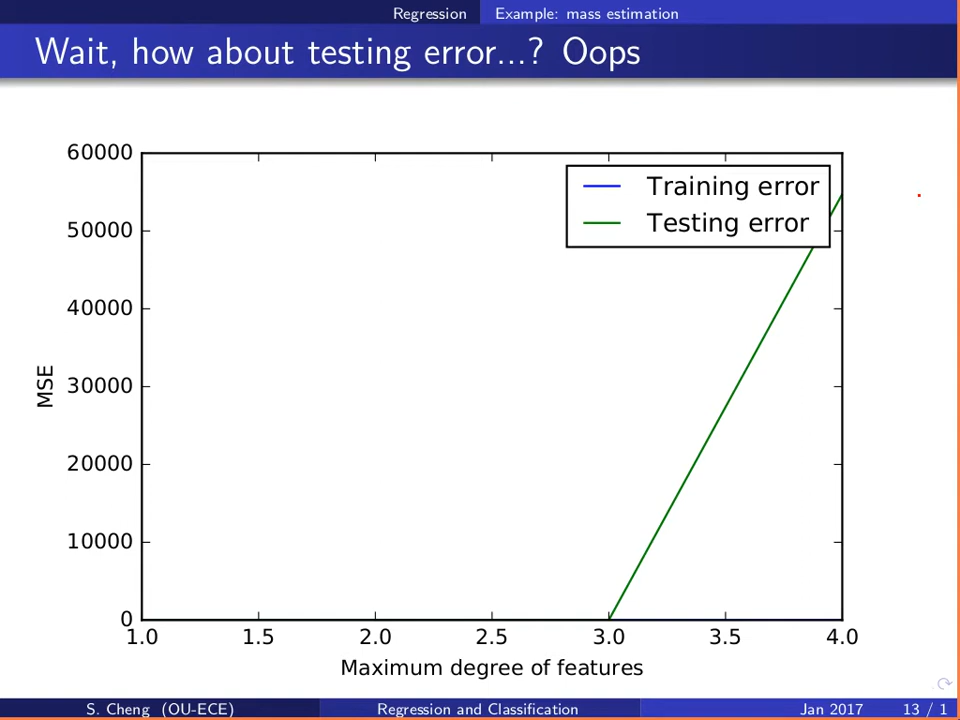 Regression Example: mass estimation
Wait, how about testing error...? Oops
60000
50000
40000
30000
20000
10000
0
MSE
Training error
Testing error
1.0 1.5 2.0 2.5 3.0 3.5 4.0
Maximum degree of features
S. Cheng (OU-ECE) Regression and Classification Jan 2017 13 / 1